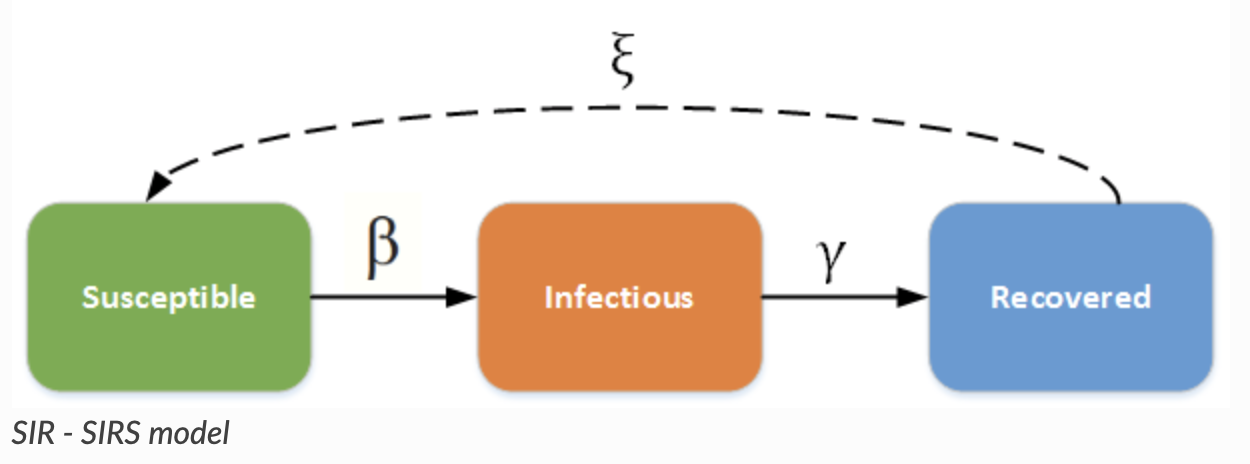 ξ
β
γ
Susceptible
Infectious
Recovered
SIR - SIRS model